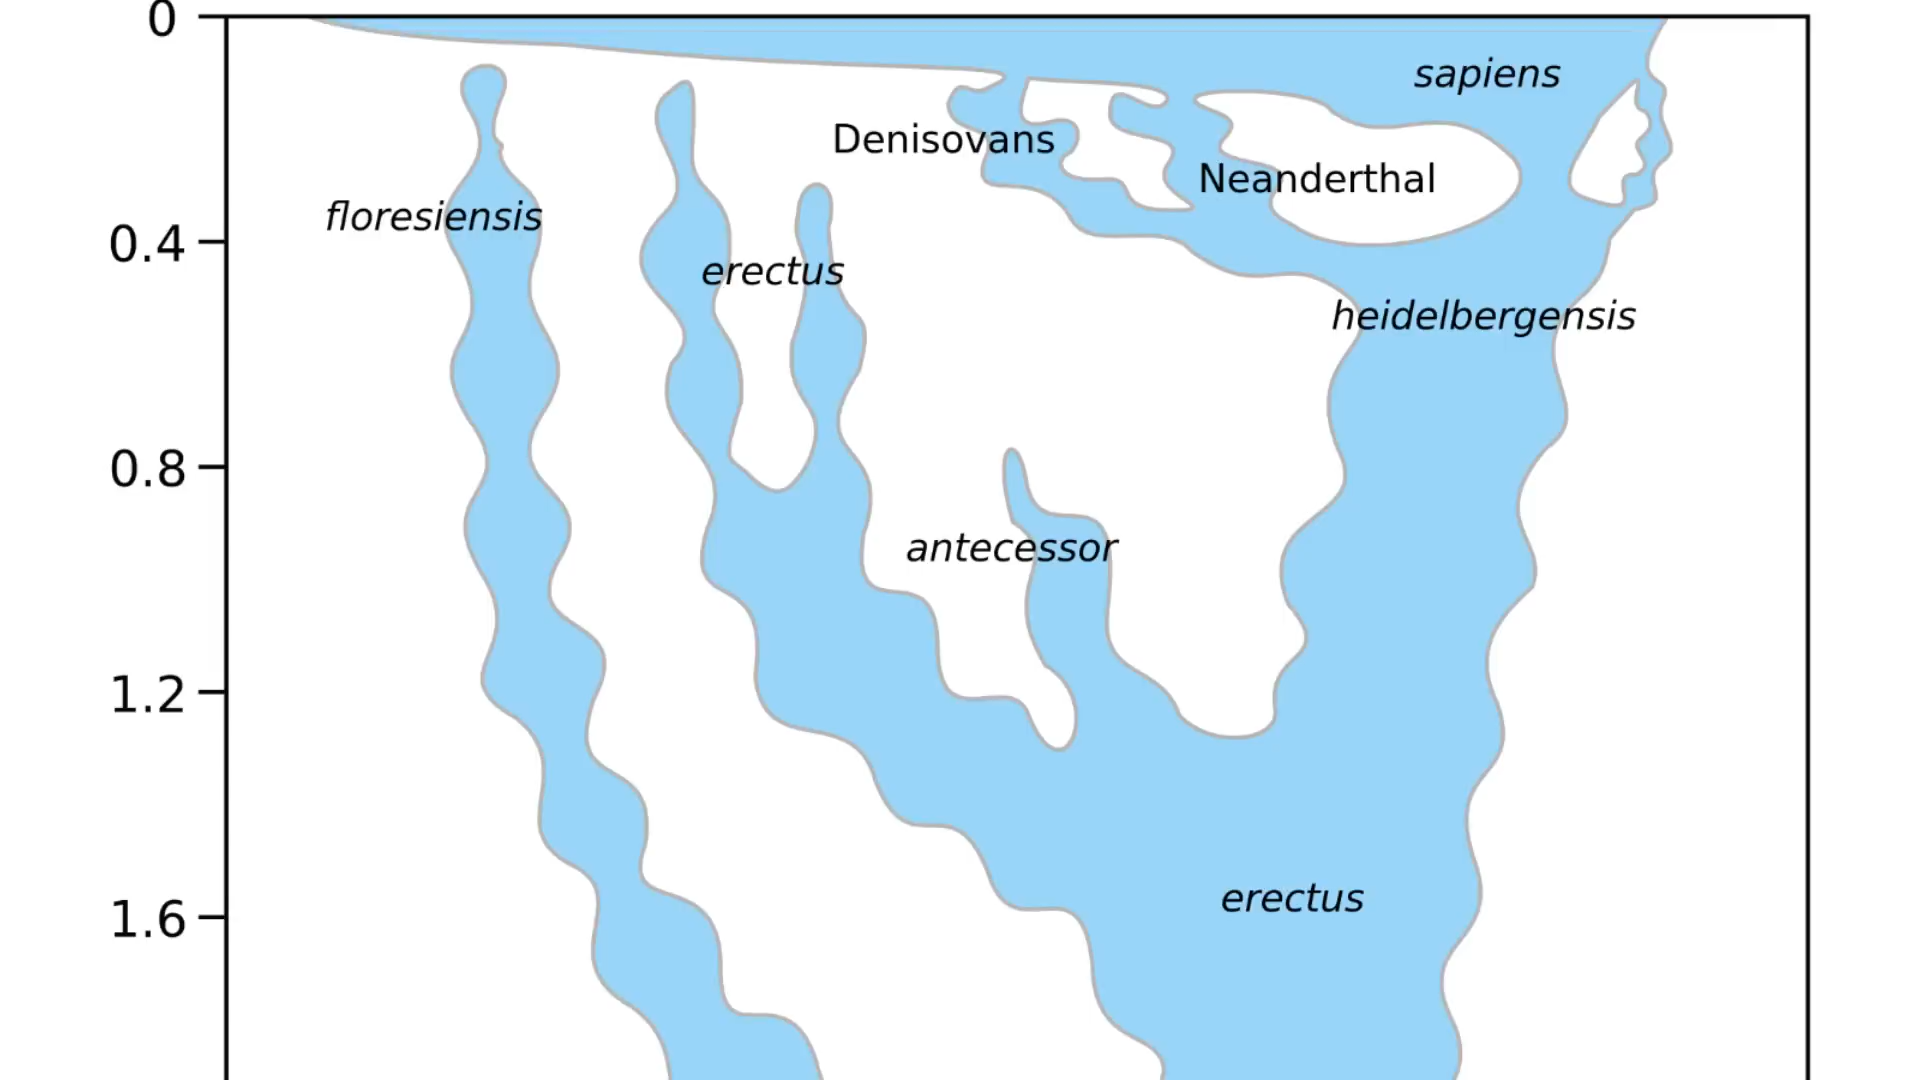 0
sapiens
Denisovans
Neanderthal
floresiensis
0.4
erectus
heidelbergensis
0.8
antecessor
1.2
erectus
1.6